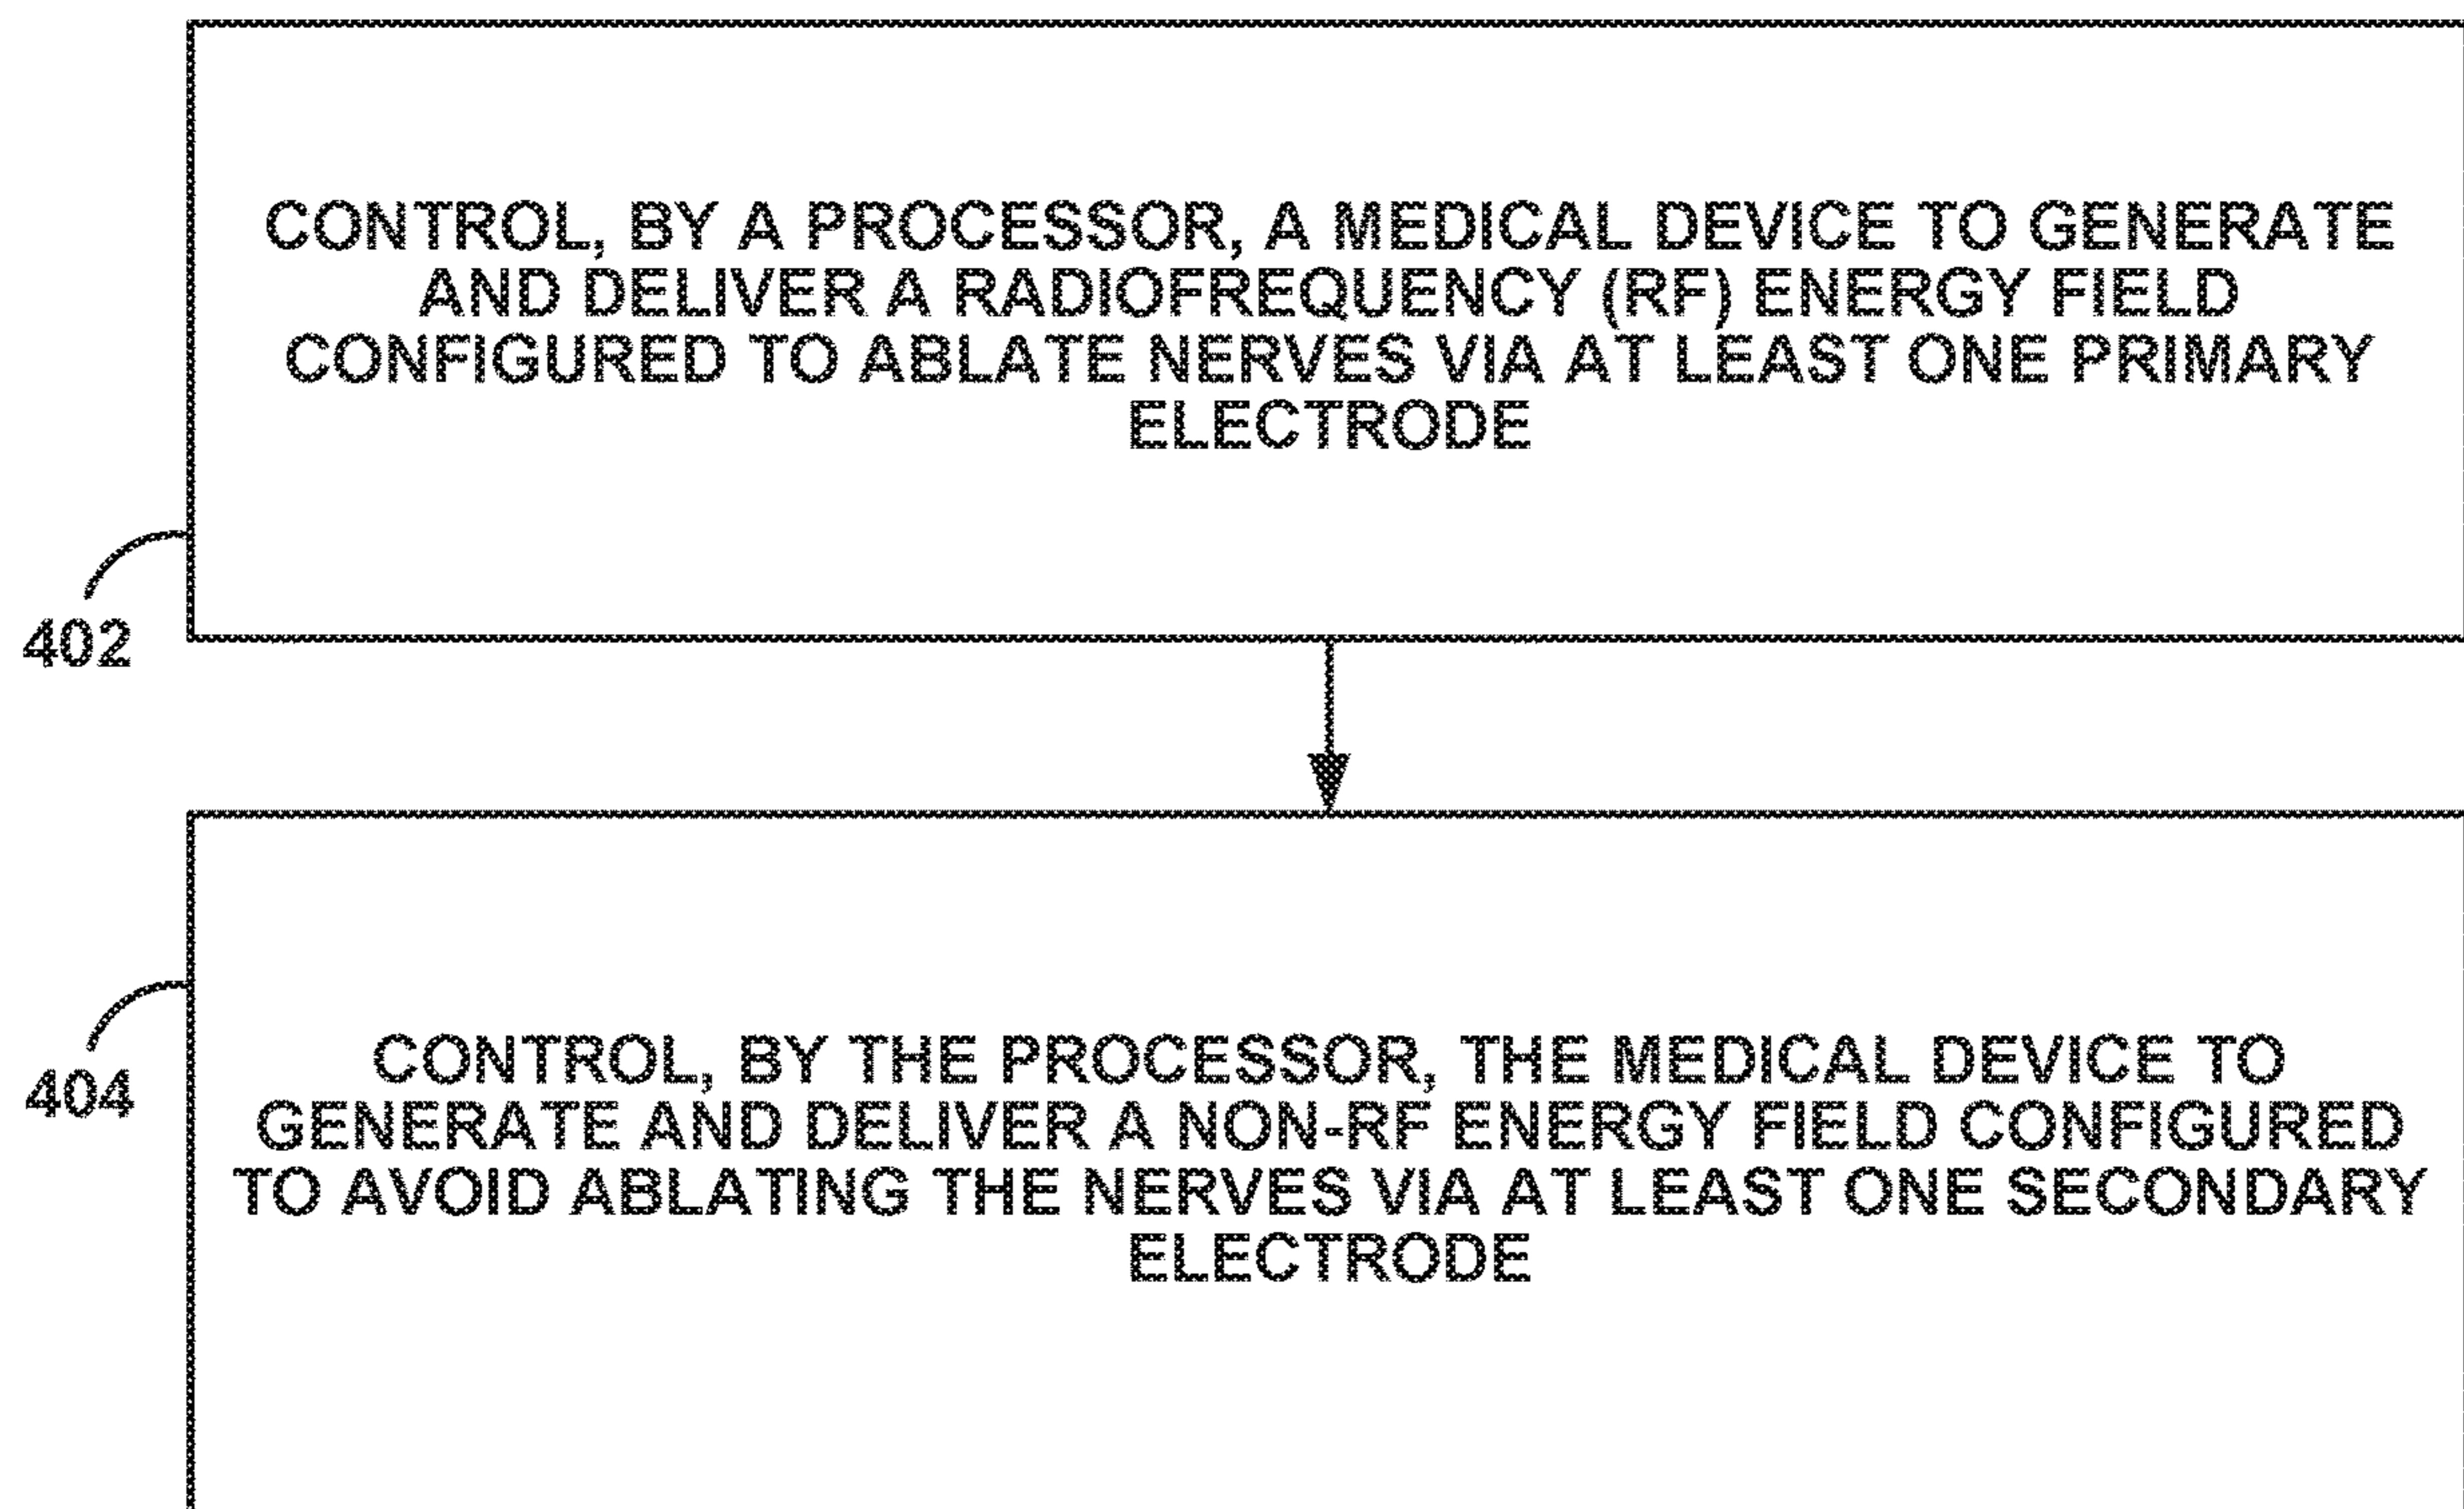 CONTROL, BY A PROCESSOR, A MEDICAL DEVICE TO GENERATE
AND DELIVER A RADIOFREQUENCY (RF) ENERGY FIELD
CONFIGURED TO ABLATE NERVES VIA AT LEAST ONE PRIMARY
ELECTRODE
402
CONTROL, BY THE PROCESSOR, THE MEDICAL DEVICE TO
GENERATE AND DELIVER A NON-RF ENERGY FIELD CONFIGURED
TO AVOID ABLATING THE NERVES VIA AT LEAST ONE SECONDARY
ELECTRODE
404